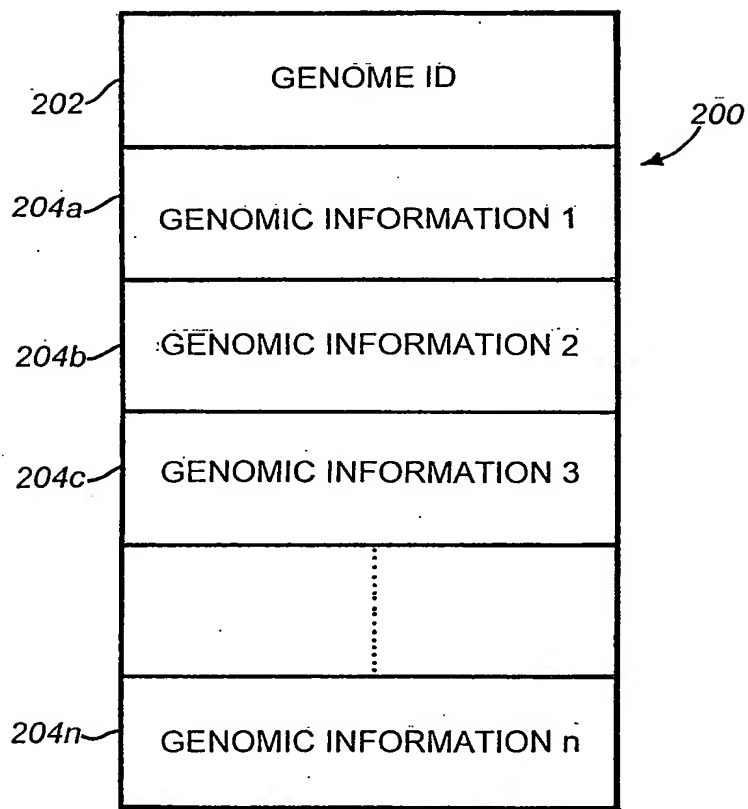 202
GENOME ID
200
204a
GENOMIC INFORMATION 1
204b
GENOMIC INFORMATION 2
204c
GENOMIC INFORMATION 3
204n
GENOMIC INFORMATION n